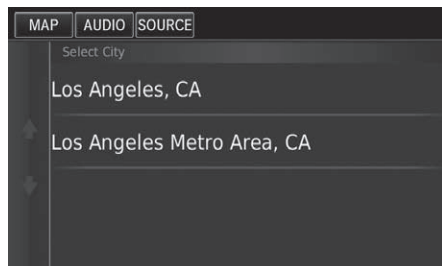 MAP AUDIO SOURCE
Select City
Los Angeles, CA
Los Angeles Metro Area, CA